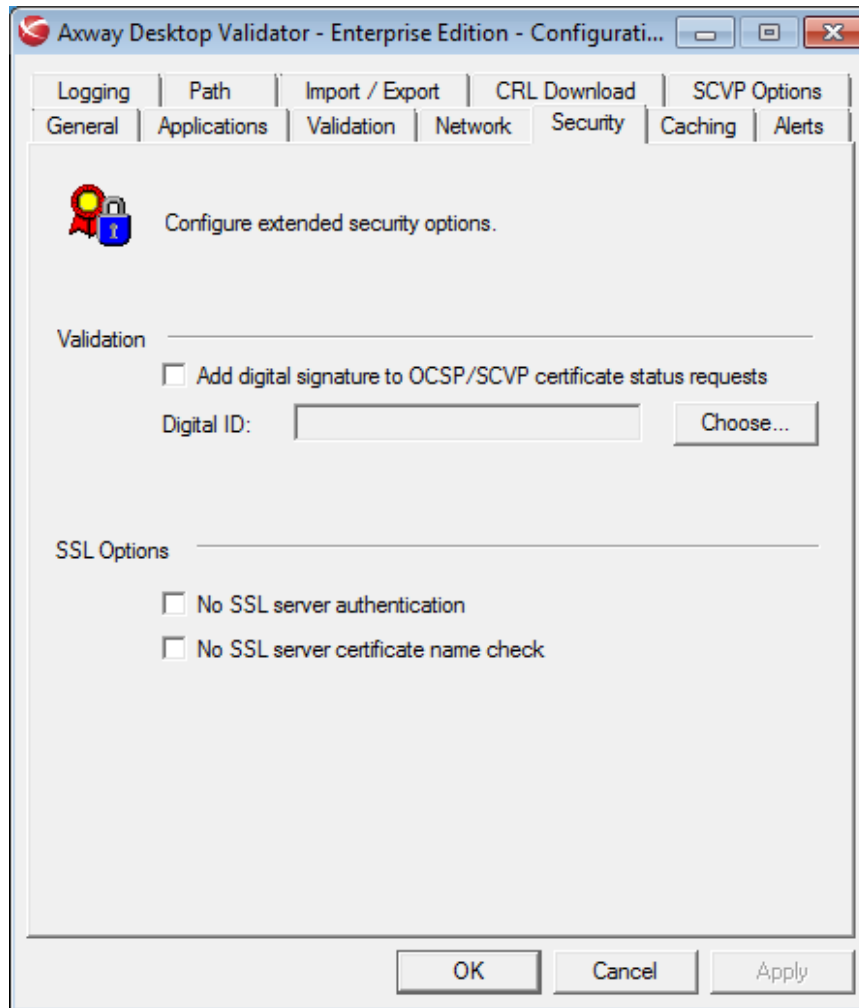 Axway Desktop Validator - Enterprise Edition - Configurati...
Logging Path Import / Export CRL Download SCVP Options
General Applications Validation Network Security Caching Alerts
Configure extended security options.
Validation
Add digital signature to OCSP/SCVP certificate status requests
Digital ID: Choose...
SSL Options
No SSL server authentication
No SSL server certificate name check
OK Cancel Apply